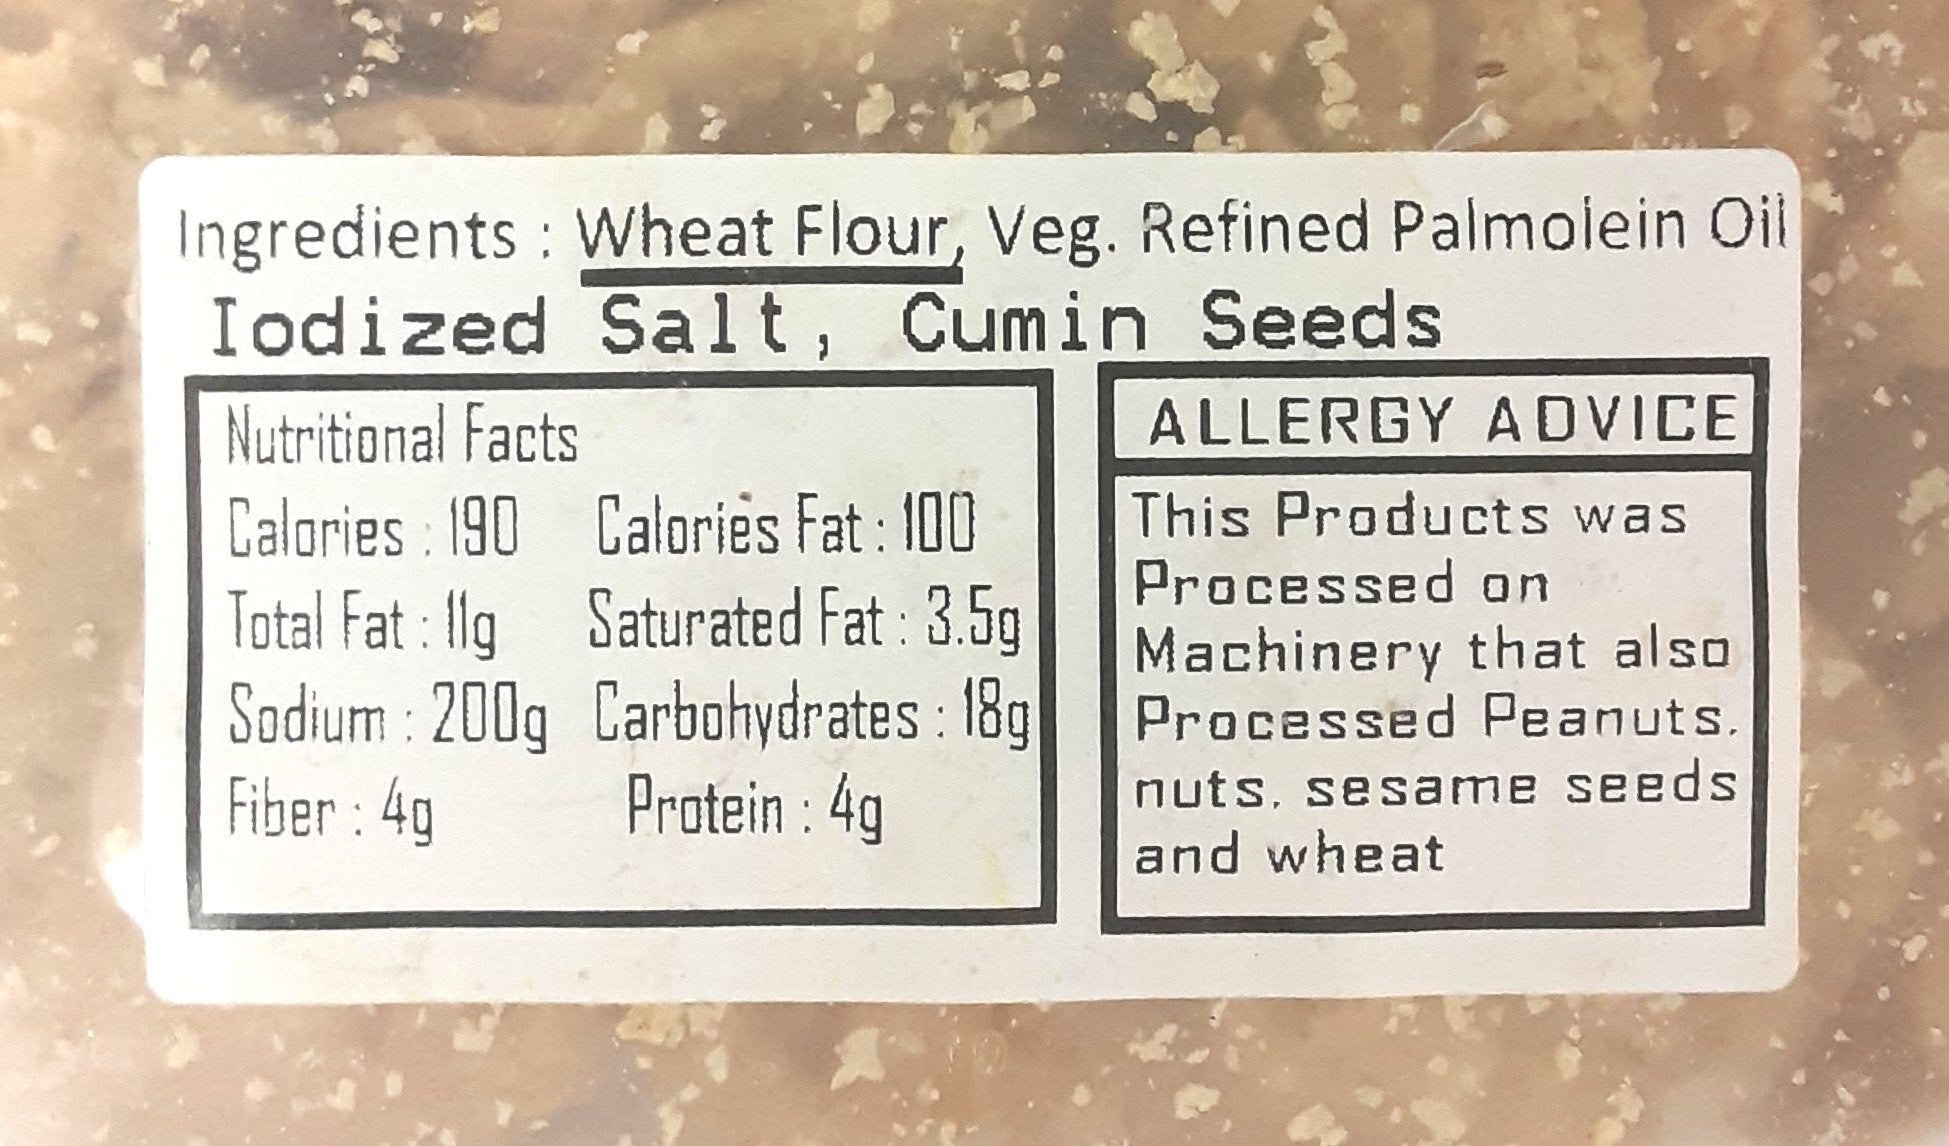 Ingredients : Wheat Flour, Veg. Refined Palmolein Oil
Iodized Salt, Cumin Seeds
Nutritional Facts
Calories : 190 Calories Fat : 100
Total Fat : 11g Saturated Fat : 3.5g
Sodium : 200g Carbohydrates : 18g
Fiber : 4g Protein : 4g
ALLERGY ADVICE
This Products was
Processed on
Machinery that also
Processed Peanuts.
nuts. sesame seeds
and wheat